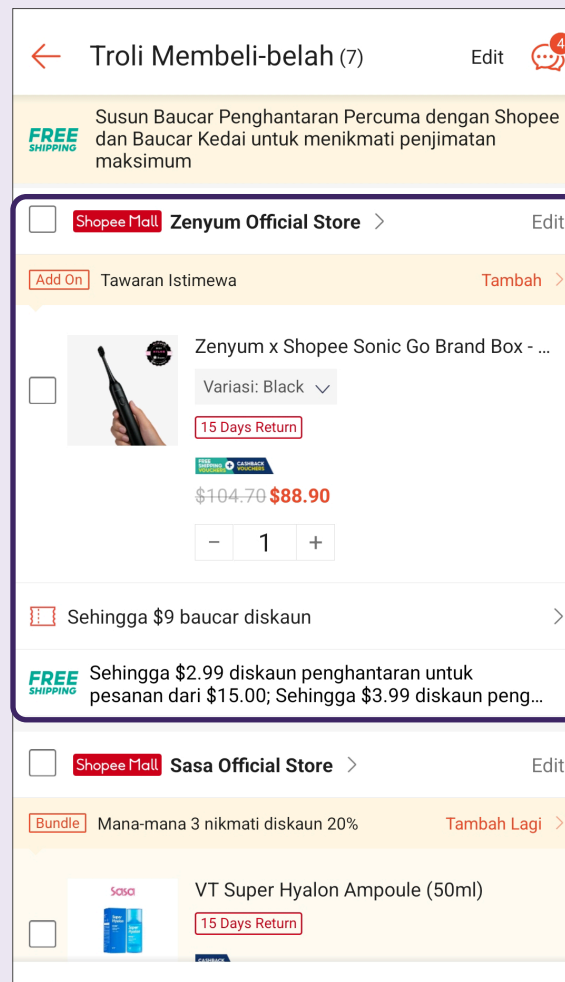 Troli Membeli-belah (7)
Edit
4
FREE SHIPPING
Susun Baucar Penghantaran Percuma dengan Shopee
dan Baucar Kedai untuk menikmati penjimatan
maksimum
Shopee Mall Zenyum Official Store
Edit
Add On Tawaran Istimewa
Tambah
Zenyum x Shopee Sonic Go Brand Box - ...
Variasi: Black
15 Days Return
FREE SHIPPING VOUCHERS + CASHBACK VOUCHERS
$104.70 $88.90
- 1 +
Sehingga $9 baucar diskaun
FREE SHIPPING
Sehingga $2.99 diskaun penghantaran untuk
pesanan dari $15.00; Sehingga $3.99 diskaun peng...
Shopee Mall Sasa Official Store
Edit
Bundle Mana-mana 3 nikmati diskaun 20%
Tambah Lagi
sasa
VT Super Hyalon Ampoule (50ml)
15 Days Return
CASHBACK